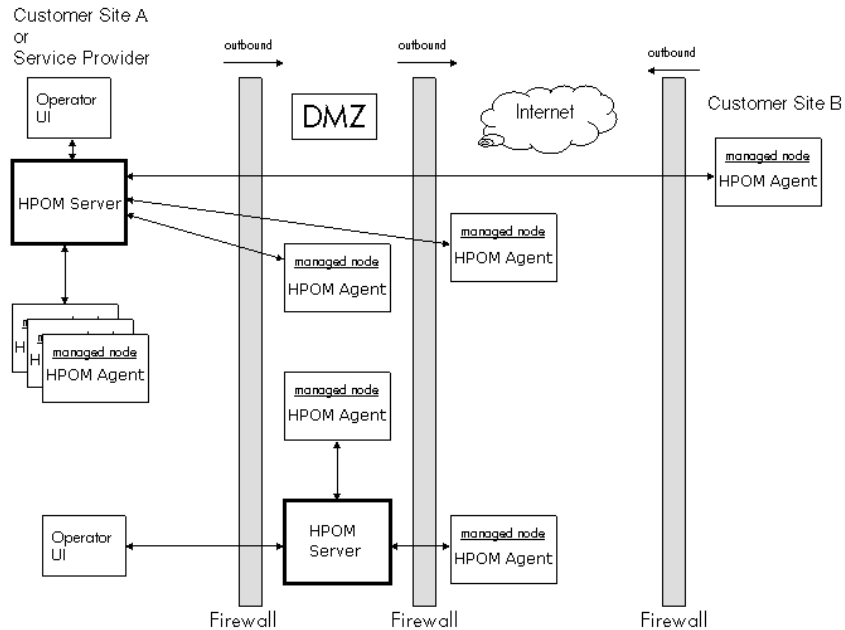 Customer Site A
or
Service Provider
outbound
outbound
outbound
Operator
UI
DMZ
Internet
Customer Site B
HPOM Server
managed node
HPOM Agent
managed node
HPOM Agent
managed node
HPOM Agent
m
H
m
H
managed node
HPOM Agent
managed node
HPOM Agent
Operator
UI
HPOM
Server
managed node
HPOM Agent
Firewall
Firewall
Firewall